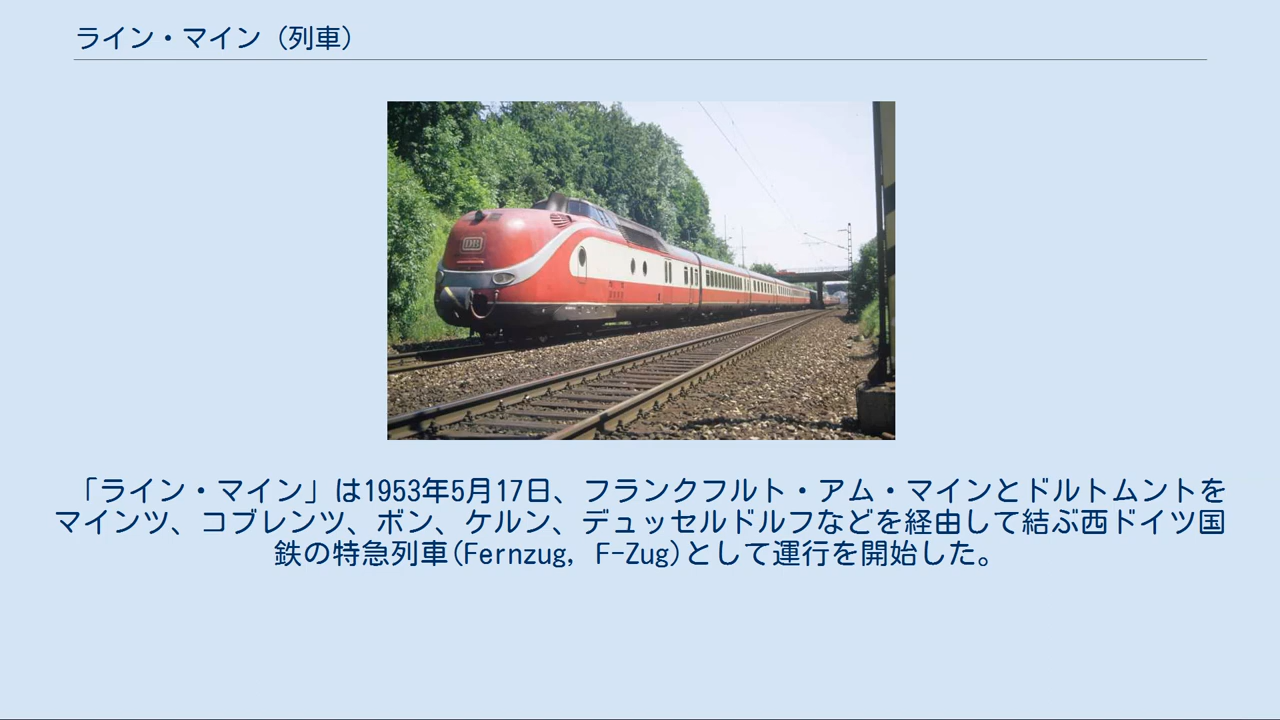 ライン・マイン（列車）
DB
「ライン・マイン」は1953年5月17日、フランクフルト・アム・マインとドルトムントを
マインツ、コブレンツ、ボン、ケルン、デュッセルドルフなどを経由して結ぶ西ドイツ国
鉄の特急列車(Fernzug, F-Zug)として運行を開始した。